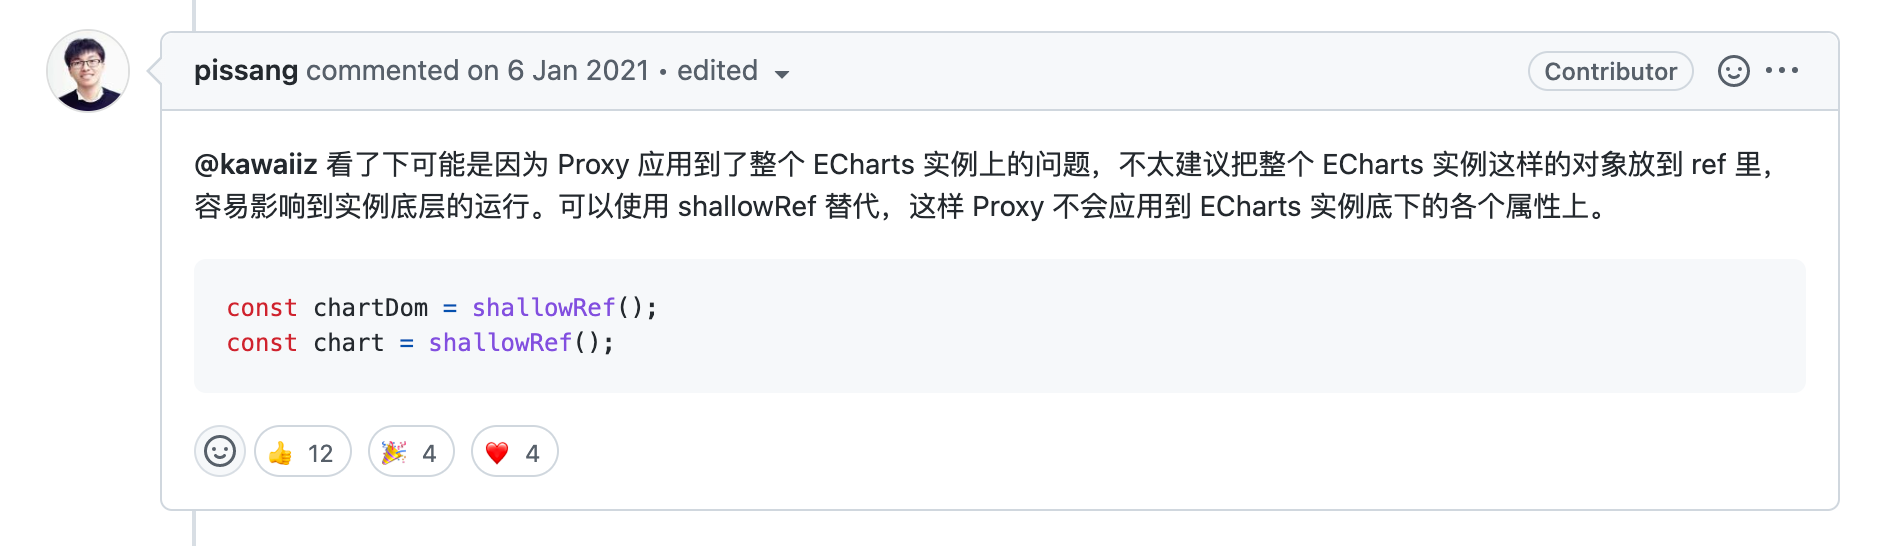 pissang commented on 6 Jan 2021 • edited
Contributor
@kawaiiz 看了下可能是因为 Proxy 应用到了整个 ECharts 实例上的问题，不太建议把整个 ECharts 实例这样的对象放到 ref 里，
容易影响到实例底层的运行。可以使用 shallowRef 替代，这样 Proxy 不会应用到 ECharts 实例底下的各个属性上。
const chartDom = shallowRef();
const chart = shallowRef();
👍 12 🎉 4 ❤️ 4